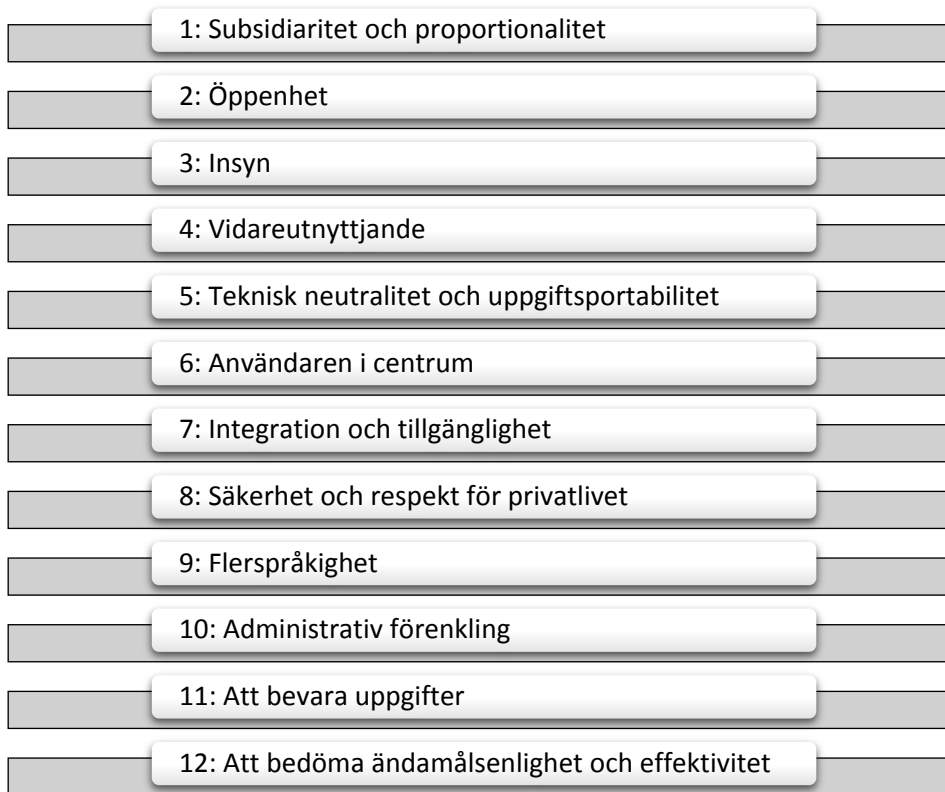 1: Subsidiaritet och proportionalitet
2: Öppenhet
3: Insyn
4: Vidareutnyttjande
5: Teknisk neutralitet och uppgiftsportabilitet
6: Användaren i centrum
7: Integration och tillgänglighet
8: Säkerhet och respekt för privatlivet
9: Flerspråkighet
10: Administrativ förenkling
11: Att bevara uppgifter
12: Att bedöma ändamålsenlighet och effektivitet